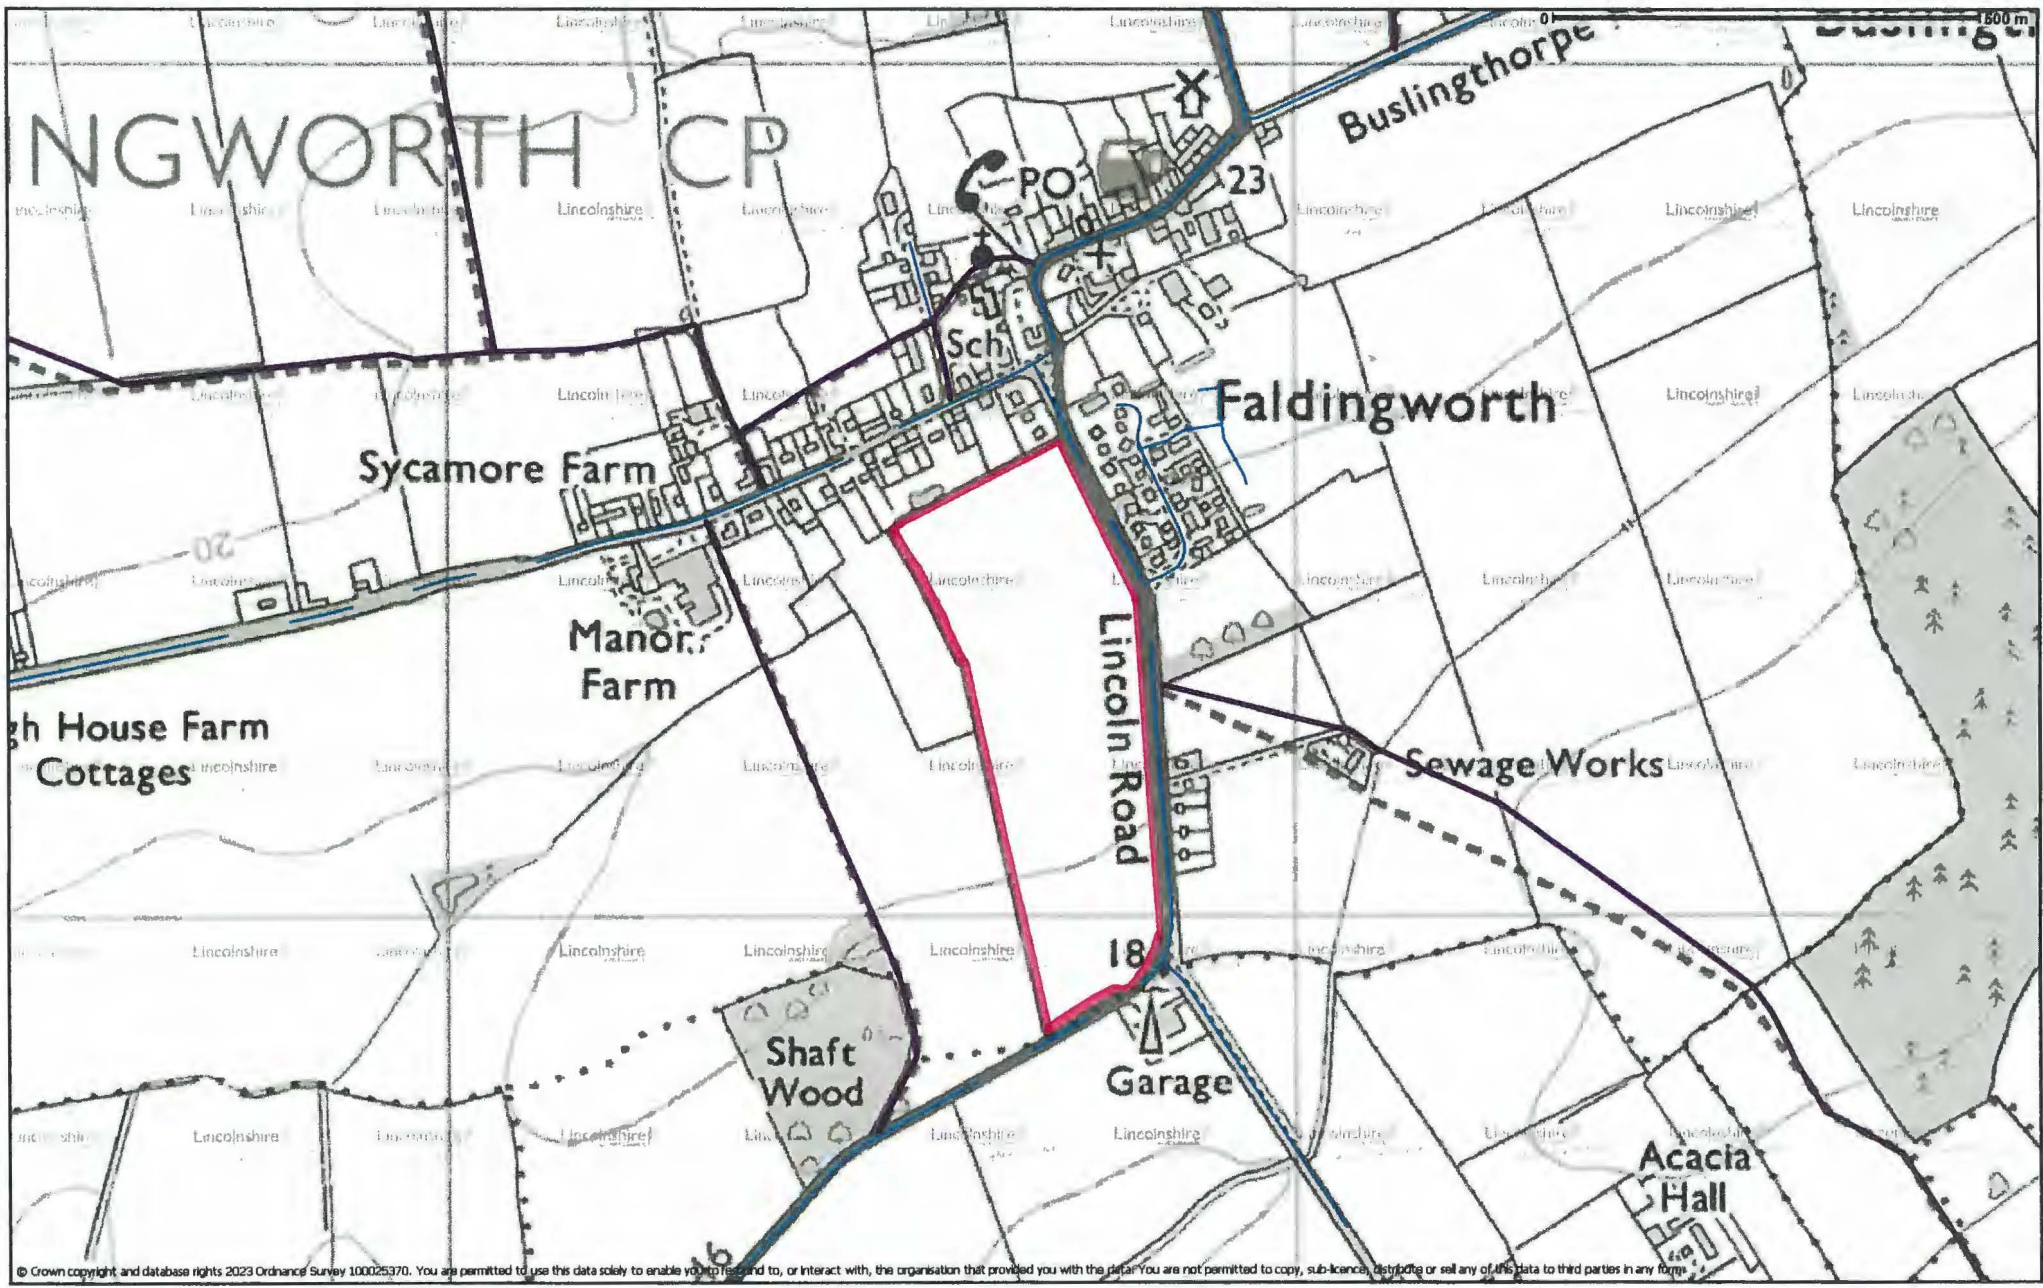 0
500 m
Buslingthorpe
NGWORTH CP
PO
23
Sch
Faldingworth
Sycamore Farm
20
Manor
Farm
Lincoln Road
gh House Farm
Cottages
Sewage Works
18
Shaft
Wood
Garage
Acacia
Hall
16
Lincolnshire
© Crown copyright and database rights 2023 Ordnance Survey 100025370. You are permitted to use this data solely to enable you to respond to, or interact with, the organisation that provided you with the data. You are not permitted to copy, sub-licence, distribute or sell any of this data to third parties in any form.